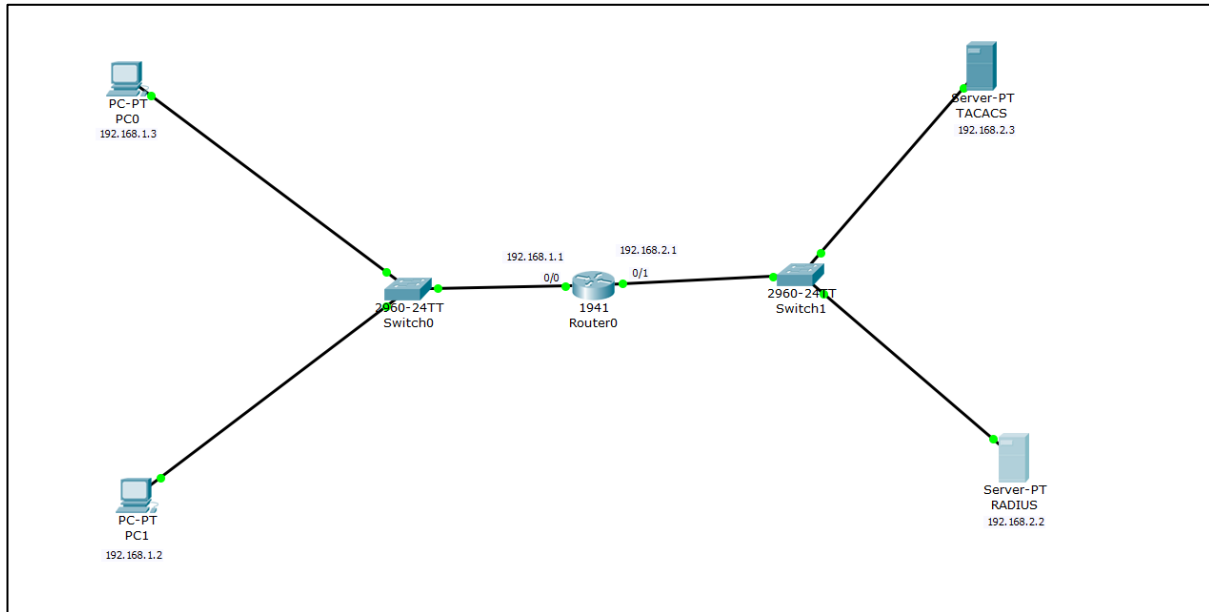 PC-PT
PC0
192.168.1.3
Server-PT
TACACS
192.168.2.3
192.168.1.1
0/0
192.168.2.1
0/1
2960-24TT
Switch0
1941
Router0
2960-24TT
Switch1
PC-PT
PC1
192.168.1.2
Server-PT
RADIUS
192.168.2.2